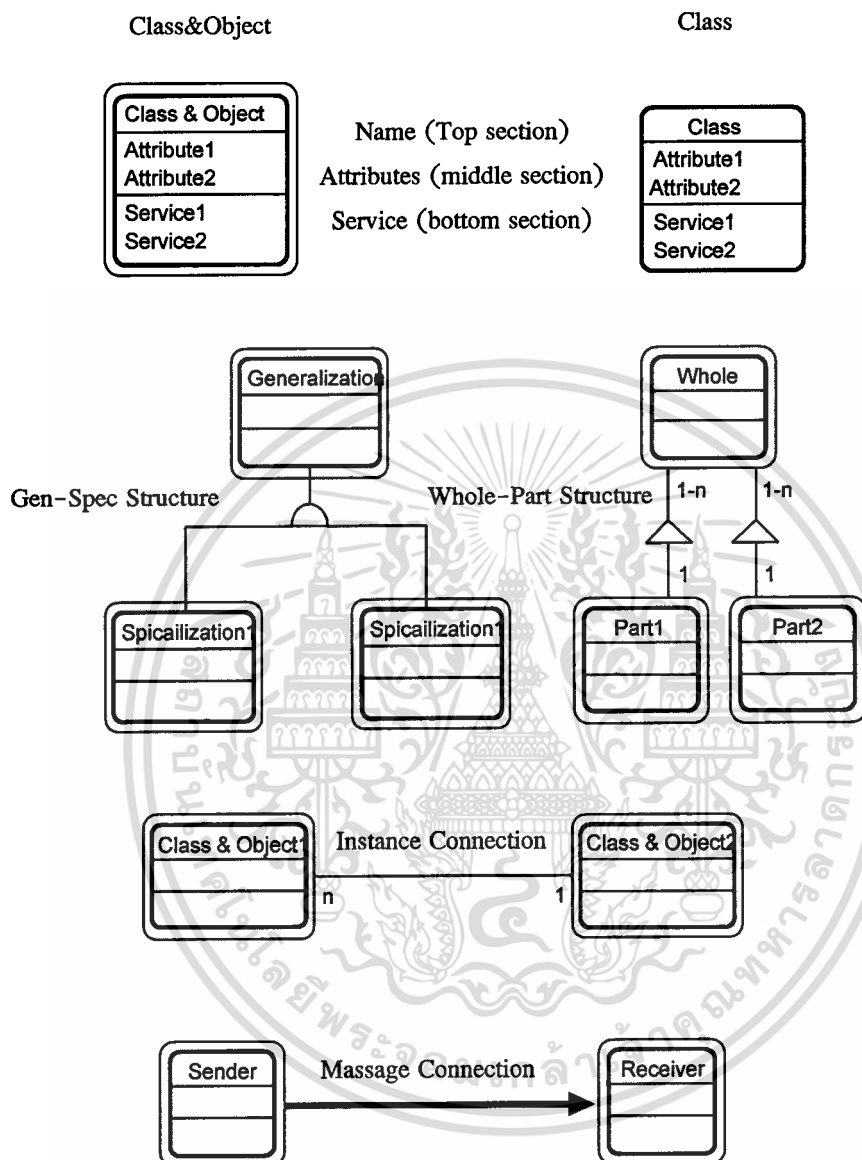 Class&Object
Class
Class & Object
Attribute1
Attribute2
Service1
Service2
Name (Top section)
Attributes (middle section)
Service (bottom section)
Class
Attribute1
Attribute2
Service1
Service2
Generalization
Whole
Gen-Spec Structure
Whole-Part Structure
1-n
1-n
1
1
Spicailization1
Spicailization1
Part1
Part2
Class & Object1
Instance Connection
Class & Object2
n
1
Sender
Massage Connection
Receiver